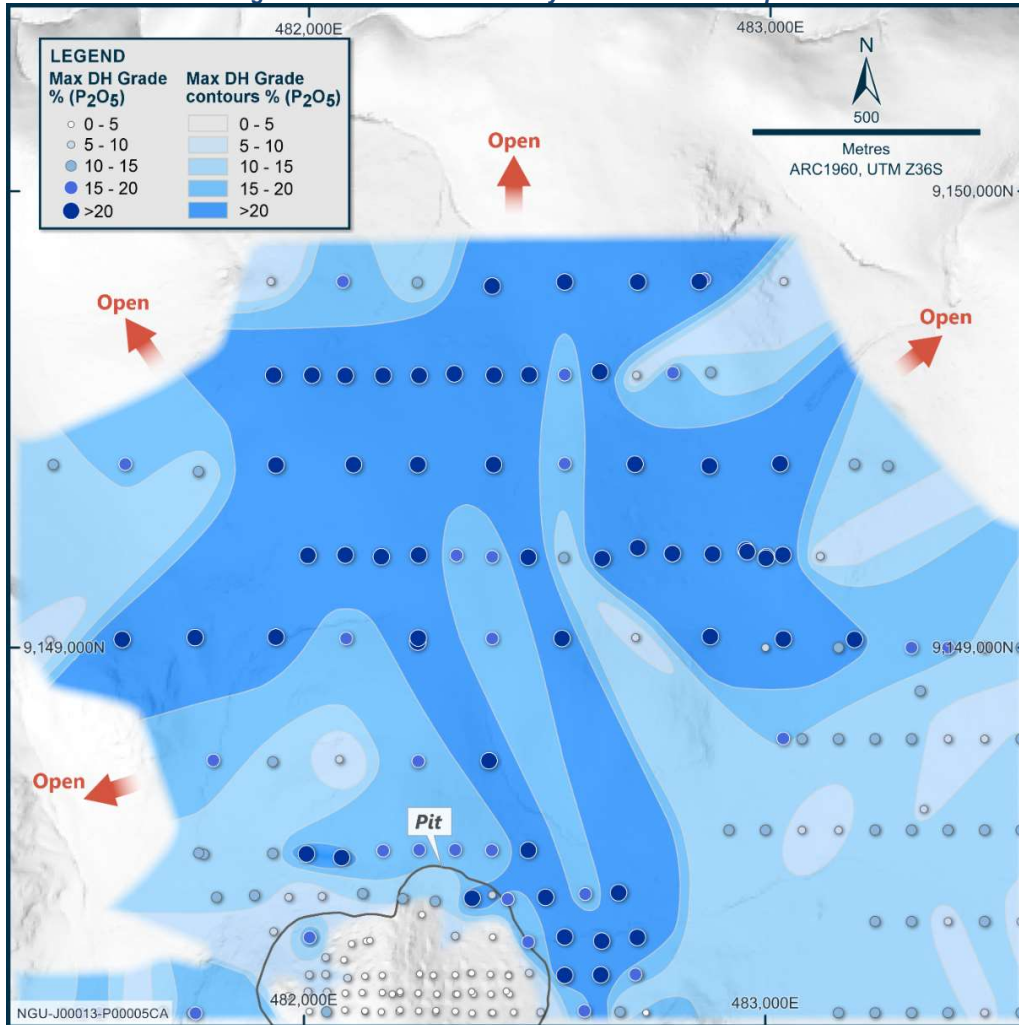 482,000E
483,000E
LEGEND
Max DH Grade % (P₂O₅)
0 - 5
5 - 10
10 - 15
15 - 20
>20
Max DH Grade contours % (P₂O₅)
0 - 5
5 - 10
10 - 15
15 - 20
>20
N
500
Metres
ARC1960, UTM Z36S
Open
9,150,000N
Open
Open
9,149,000N
9,149,000N
Open
Pit
482,000E
483,000E
NGU-J00013-P00005CA